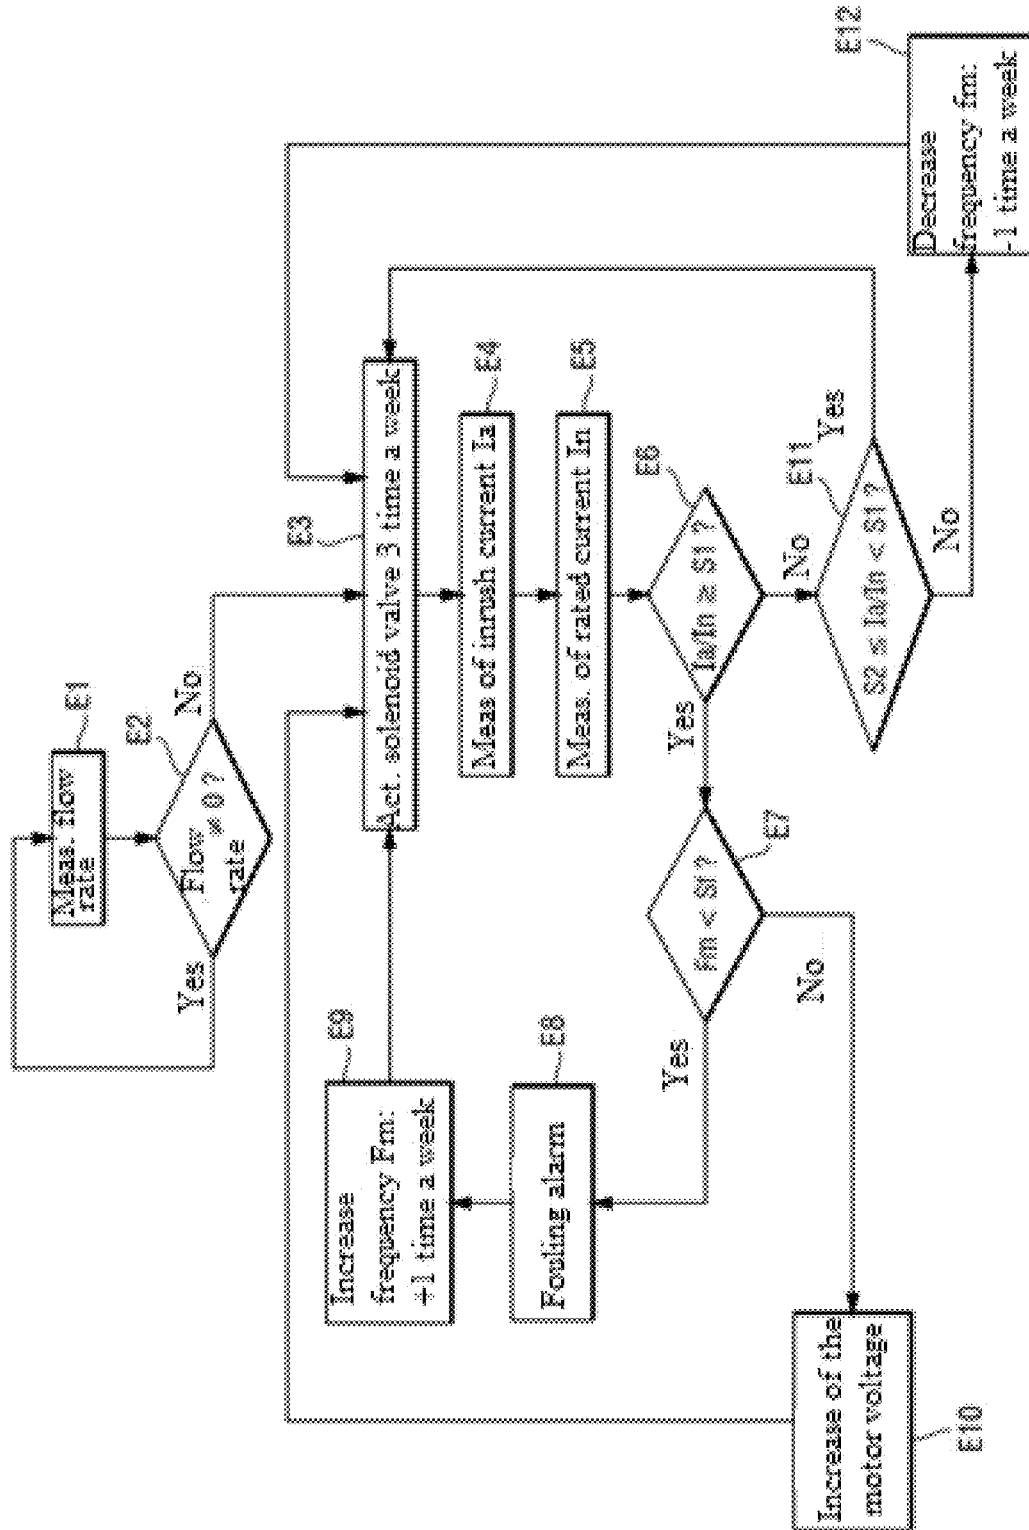 E1
Meas. flow
rate
E2
Flow
≠ 0 ?
rate
Yes
No
E3
Act. solenoid valve 3 time a week
E4
Meas of inrush current Ia
E5
Meas. of rated current In
E6
Ia/In ≥ S1 ?
Yes
No
E7
Fm < Sf ?
Yes
No
E8
Fouling alarm
E9
Increase
frequency Fm:
+1 time a week
E10
Increase of the
motor voltage
E11
S2 ≤ Ia/In < S1 ?
Yes
No
E12
Decrease
frequency fm:
-1 time a week